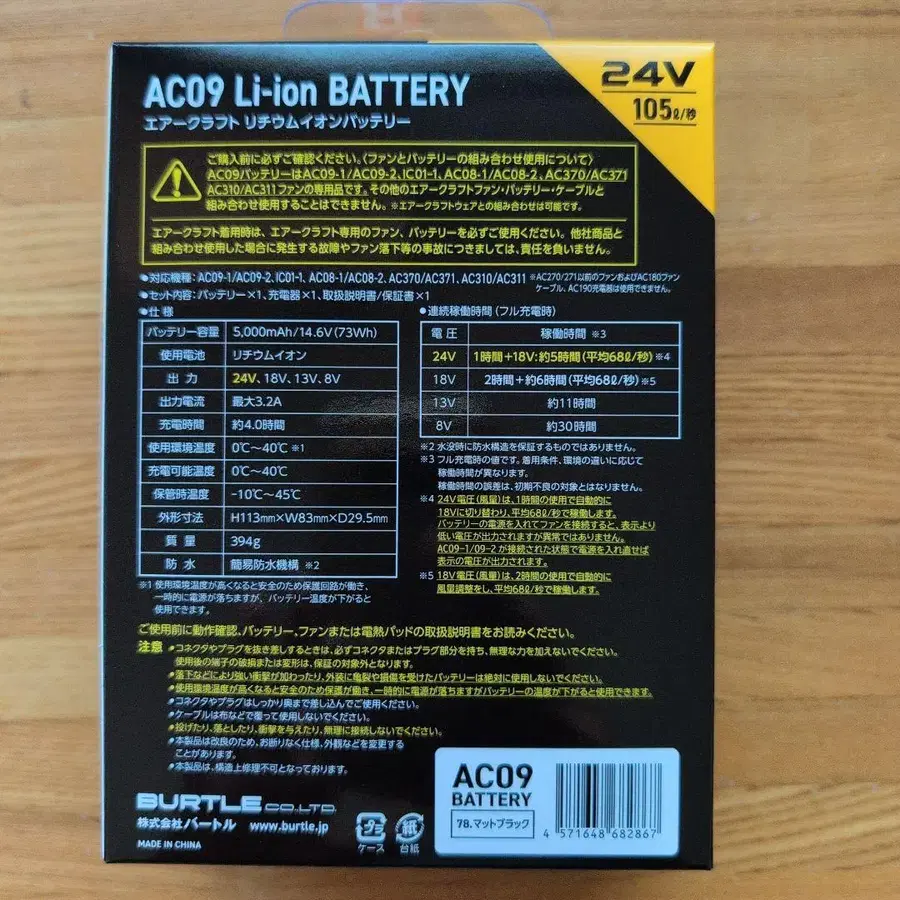 AC09 Li-ion BATTERY
エアークラフト リチウムイオンバッテリー
24V
105ℓ/秒
ご購入前に必ずご確認ください。〈ファンとバッテリーの組み合わせ使用について〉
AC09バッテリーはAC09-1/AC09-2、IC01-1、AC08-1/AC08-2、AC370/AC371
AC310/AC311ファンの専用品です。その他のエアークラフトファン・バッテリー・ケーブルと
組み合わせ使用することはできません。※エアークラフトウェアとの組み合わせは可能です。
エアークラフト着用時は、エアークラフト専用のファン、バッテリーを必ずご使用ください。他社商品と
組み合わせ使用した場合に発生する故障やファン落下等の事故につきましては、責任を負いません。
●対応機種：AC09-1/AC09-2、IC01-1、AC08-1/AC08-2、AC370/AC371、AC310/AC311 ※AC270/271以前のファンおよびAC180ファン
ケーブル、AC190充電器は使用できません。
●セット内容：バッテリー×1、充電器×1、取扱説明書/保証書×1
●仕 様
バッテリー容量 5,000mAh/14.6V(73Wh)
使用電池 リチウムイオン
出 力 24V、18V、13V、8V
出力電流 最大3.2A
充電時間 約4.0時間
使用環境温度 0℃〜40℃ ※1
充電可能温度 0℃〜40℃
保管時温度 −10℃〜45℃
外形寸法 H113mm×W83mm×D29.5mm
質 量 394g
防 水 簡易防水機構 ※2
※1 使用環境温度が高くなると安全のため保護回路が働き、
一時的に電源が落ちますが、バッテリー温度が下がると
使用できます。
●連続稼働時間（フル充電時）
電 圧 稼働時間 ※3
24V 1時間＋18V:約5時間(平均68ℓ/秒)※4
18V 2時間＋約6時間(平均68ℓ/秒)※5
13V 約11時間
8V 約30時間
※2 水没時に防水構造を保証するものではありません。
※3 フル充電時の値です。着用条件、環境の違いに応じて
稼働時間が異なります。
稼働時間の誤差は、初期不良の対象とはなりません。
※4 24V電圧(風量)は、1時間の使用で自動的に
18Vに切り替わり、平均68ℓ/秒で稼働します。
バッテリーの電源を入れてファンを接続すると、表示より
低い電圧が出力されますが異常ではありません。
AC09-1/09-2 が接続された状態で電源を入れ直せば
表示の電圧が出力されます。
※5 18V電圧(風量)は、2時間の使用で自動的に
風量調整をし、平均68ℓ/秒で稼働します。
ご使用前に動作確認、バッテリー、ファンまたは電熱パッドの取扱説明書をお読みください。
注意 ●コネクタやプラグを抜き差しするときは、必ずコネクタまたはプラグ部分を持ち、無理な力を加えないでください。
使用後の端子の破損または変形は、保証の対象外となります。
●落下などにより強い衝撃が加わったり、外装に亀裂や損傷を受けたバッテリーは絶対に使用しないでください。
●使用環境温度が高くなると安全のため保護が働き、一時的に電源が落ちますがバッテリーの温度が下がると使用できます。
●コネクタやプラグはしっかり奥まで差し込んでご使用ください。
●ケーブルは布などで覆って使用しないでください。
●投げたり、落としたり、衝撃を与えたり、無理に接続しないでください。
●本製品は改良のため、お断りなく仕様、外観などを変更する
ことがあります。
●本製品は、構造上修理不可となっております。
BURTLE CO.,LTD.
株式会社バートル www.burtle.jp
MADE IN CHINA
プラ
ケース
紙
台紙
AC09
BATTERY
78.マットブラック
4 571648 682867